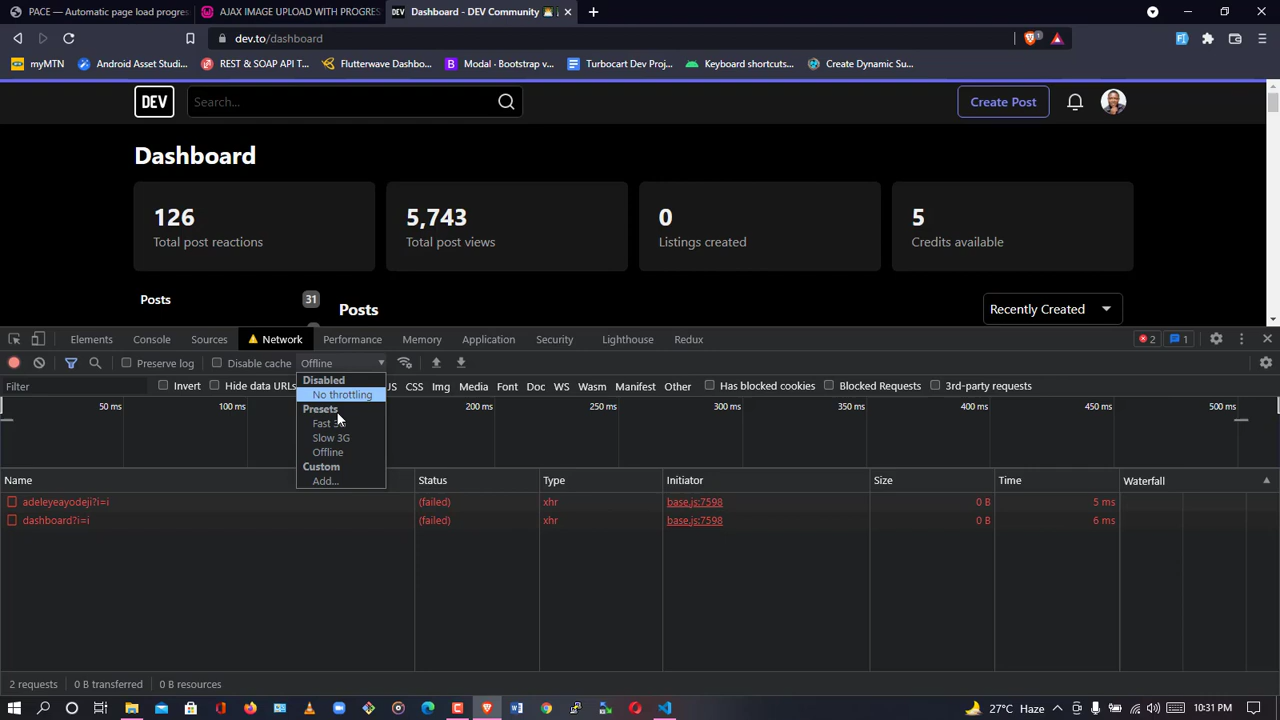 PACE — Automatic page load progres
AJAX IMAGE UPLOAD WITH PROGRES
DEV Dashboard - DEV Community
dev.to/dashboard
1
myMTN
Android Asset Studi...
REST & SOAP API T...
Flutterwave Dashbo...
Modal · Bootstrap v...
Turbocart Dev Proj...
Keyboard shortcuts...
Create Dynamic Su...
DEV
Search...
Create Post
Dashboard
126
Total post reactions
5,743
Total post views
0
Listings created
5
Credits available
Posts
31
Posts
Recently Created
Elements
Console
Sources
Network
Performance
Memory
Application
Security
Lighthouse
Redux
2
1
Preserve log
Disable cache
Offline
Filter
Invert
Hide data URLs
JS
CSS
Img
Media
Font
Doc
WS
Wasm
Manifest
Other
Has blocked cookies
Blocked Requests
3rd-party requests
Disabled
No throttling
Presets
Fast 3G
Slow 3G
Offline
Custom
Add...
50 ms
100 ms
200 ms
250 ms
300 ms
350 ms
400 ms
450 ms
500 ms
Name
Status
Type
Initiator
Size
Time
Waterfall
adeleyeayodeji?i=i
(failed)
xhr
base.js:7598
0 B
5 ms
dashboard?i=i
(failed)
xhr
base.js:7598
0 B
6 ms
2 requests
0 B transferred
0 B resources
27°C Haze
10:31 PM